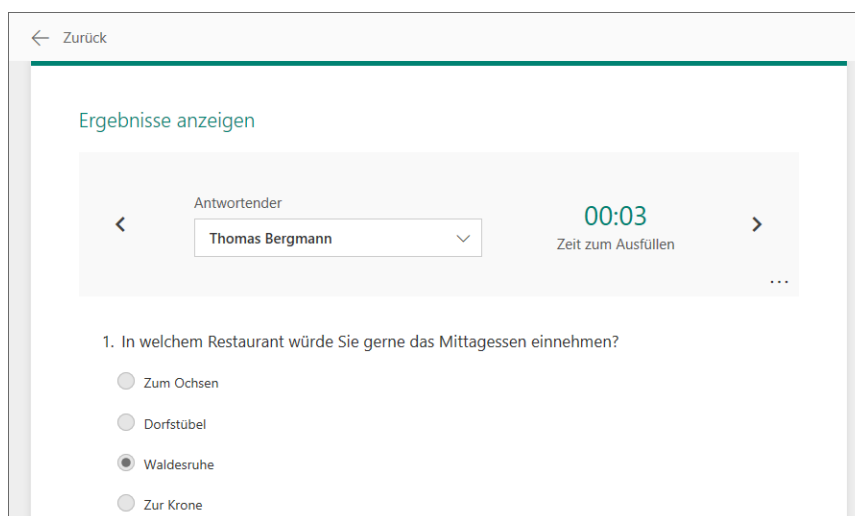 Zurück
Ergebnisse anzeigen
Antwortender
Thomas Bergmann
00:03
Zeit zum Ausfüllen
...
1. In welchem Restaurant würde Sie gerne das Mittagessen einnehmen?
Zum Ochsen
Dorfstübel
Waldesruhe
Zur Krone